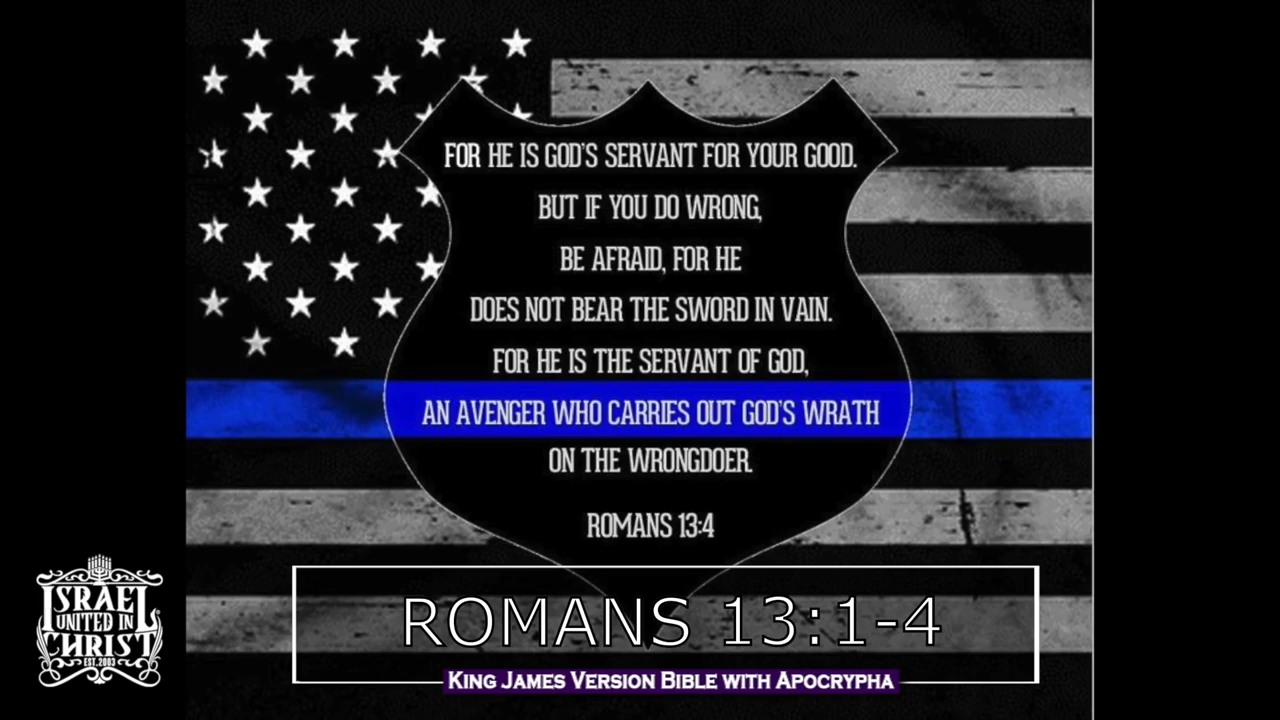 FOR HE IS GOD'S SERVANT FOR YOUR GOOD.
BUT IF YOU DO WRONG,
BE AFRAID, FOR HE
DOES NOT BEAR THE SWORD IN VAIN.
FOR HE IS THE SERVANT OF GOD,
AN AVENGER WHO CARRIES OUT GOD'S WRATH
ON THE WRONGDOER.
ROMANS 13:4
ROMANS 13:1-4
KING JAMES VERSION BIBLE WITH APOCRYPHA
ISRAEL
UNITED IN
CHRIST
EST.2003